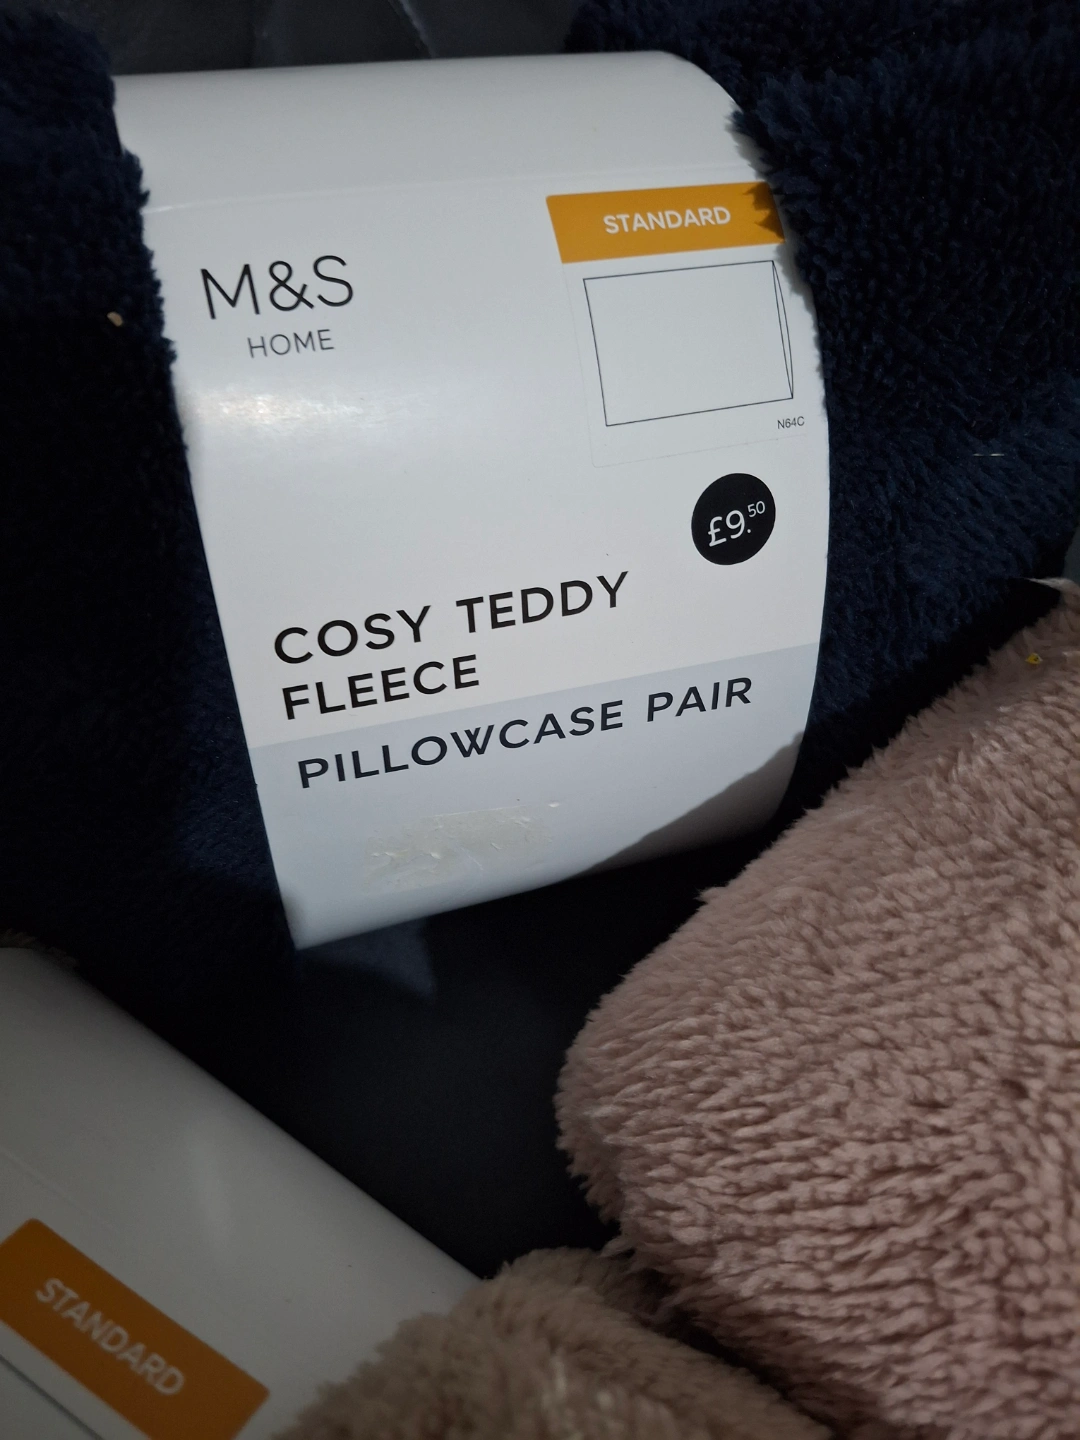 STANDARD
M&S
HOME
N64C
£9.50
COSY TEDDY
FLEECE
PILLOWCASE PAIR
STANDARD